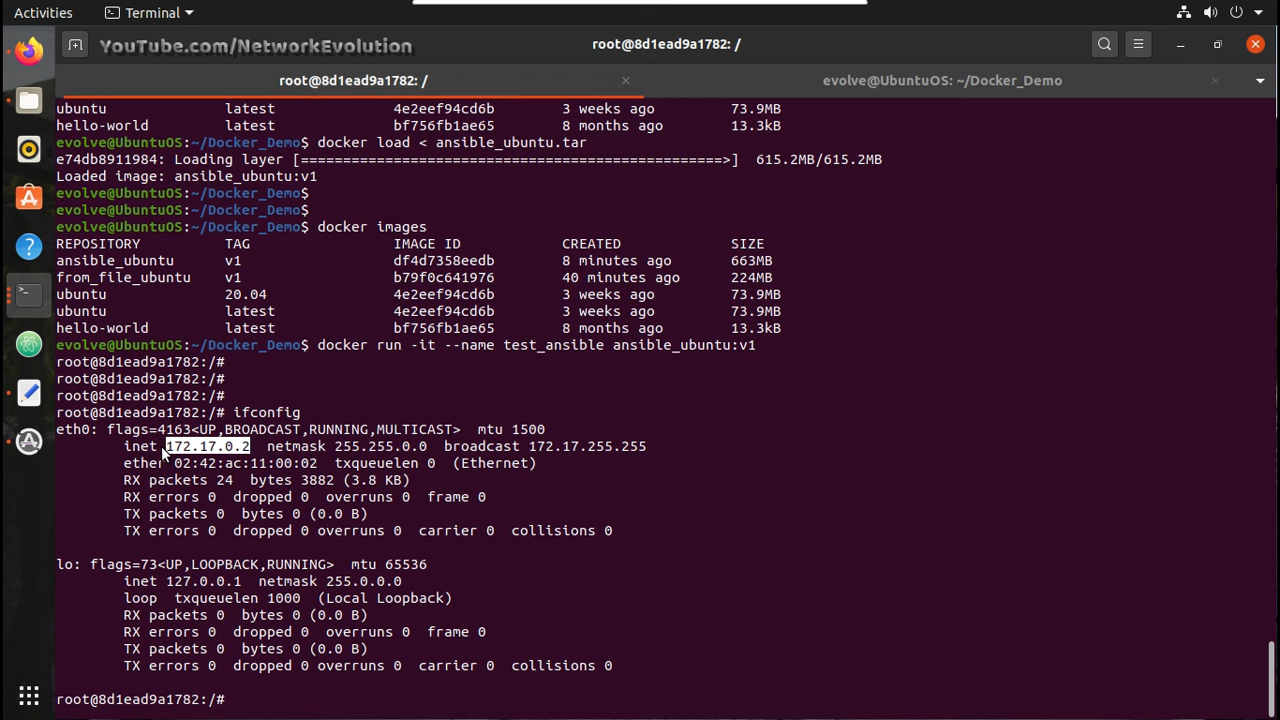 Activities Terminal
YouTube.com/NetworkEvolution root@8d1ead9a1782: /
root@8d1ead9a1782: / evolve@UbuntuOS: ~/Docker_Demo
ubuntu latest 4e2eef94cd6b 3 weeks ago 73.9MB
hello-world latest bf756fb1ae65 8 months ago 13.3kB
evolve@UbuntuOS:~/Docker_Demo$ docker load < ansible_ubuntu.tar
e74db8911984: Loading layer [==================================================>] 615.2MB/615.2MB
Loaded image: ansible_ubuntu:v1
evolve@UbuntuOS:~/Docker_Demo$
evolve@UbuntuOS:~/Docker_Demo$
evolve@UbuntuOS:~/Docker_Demo$ docker images
REPOSITORY TAG IMAGE ID CREATED SIZE
ansible_ubuntu v1 df4d7358eedb 8 minutes ago 663MB
from_file_ubuntu v1 b79f0c641976 40 minutes ago 224MB
ubuntu 20.04 4e2eef94cd6b 3 weeks ago 73.9MB
ubuntu latest 4e2eef94cd6b 3 weeks ago 73.9MB
hello-world latest bf756fb1ae65 8 months ago 13.3kB
evolve@UbuntuOS:~/Docker_Demo$ docker run -it --name test_ansible ansible_ubuntu:v1
root@8d1ead9a1782:/#
root@8d1ead9a1782:/#
root@8d1ead9a1782:/#
root@8d1ead9a1782:/# ifconfig
eth0: flags=4163<UP,BROADCAST,RUNNING,MULTICAST> mtu 1500
inet 172.17.0.2 netmask 255.255.0.0 broadcast 172.17.255.255
ether 02:42:ac:11:00:02 txqueuelen 0 (Ethernet)
RX packets 24 bytes 3882 (3.8 KB)
RX errors 0 dropped 0 overruns 0 frame 0
TX packets 0 bytes 0 (0.0 B)
TX errors 0 dropped 0 overruns 0 carrier 0 collisions 0
lo: flags=73<UP,LOOPBACK,RUNNING> mtu 65536
inet 127.0.0.1 netmask 255.0.0.0
loop txqueuelen 1000 (Local Loopback)
RX packets 0 bytes 0 (0.0 B)
RX errors 0 dropped 0 overruns 0 frame 0
TX packets 0 bytes 0 (0.0 B)
TX errors 0 dropped 0 overruns 0 carrier 0 collisions 0
root@8d1ead9a1782:/#